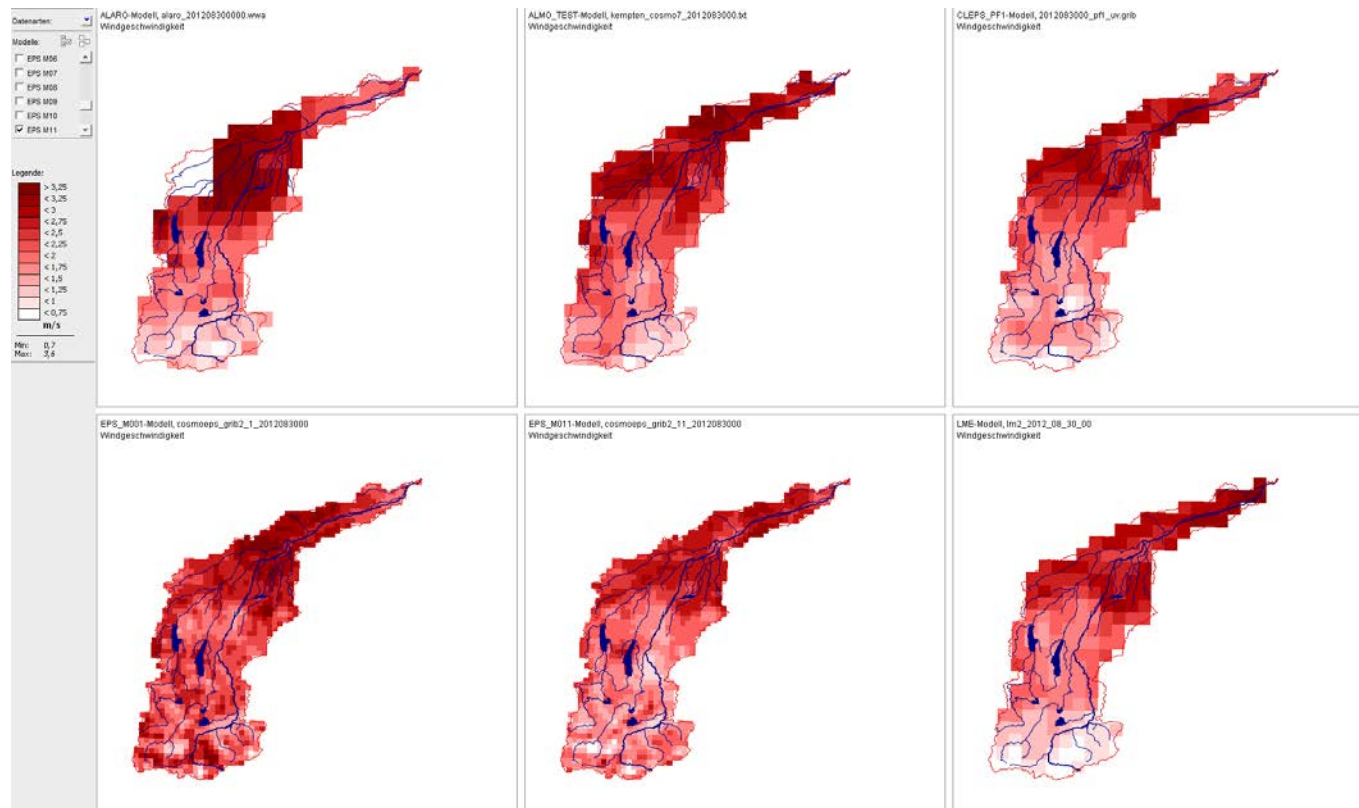 Datenarten:
Modelle:
EPS M06
EPS M07
EPS M08
EPS M09
EPS M10
EPS M11
Legende:
> 3,25
< 3,25
< 3
< 2,75
< 2,5
< 2,25
< 2
< 1,75
< 1,5
< 1,25
< 1
< 0,75
m/s
Min: 0,7
Max: 3,6
ALARO-Modell, alaro_201208300000.wwa
Windgeschwindigkeit
ALMO_TEST-Modell, kempten_cosmo7_2012083000.txt
Windgeschwindigkeit
CLEPS_PF1-Modell, 2012083000_pf1_uv.grib
Windgeschwindigkeit
EPS_M001-Modell, cosmoeps_grib2_1_2012083000
Windgeschwindigkeit
EPS_M011-Modell, cosmoeps_grib2_11_2012083000
Windgeschwindigkeit
LME-Modell, lm2_2012_08_30_00
Windgeschwindigkeit